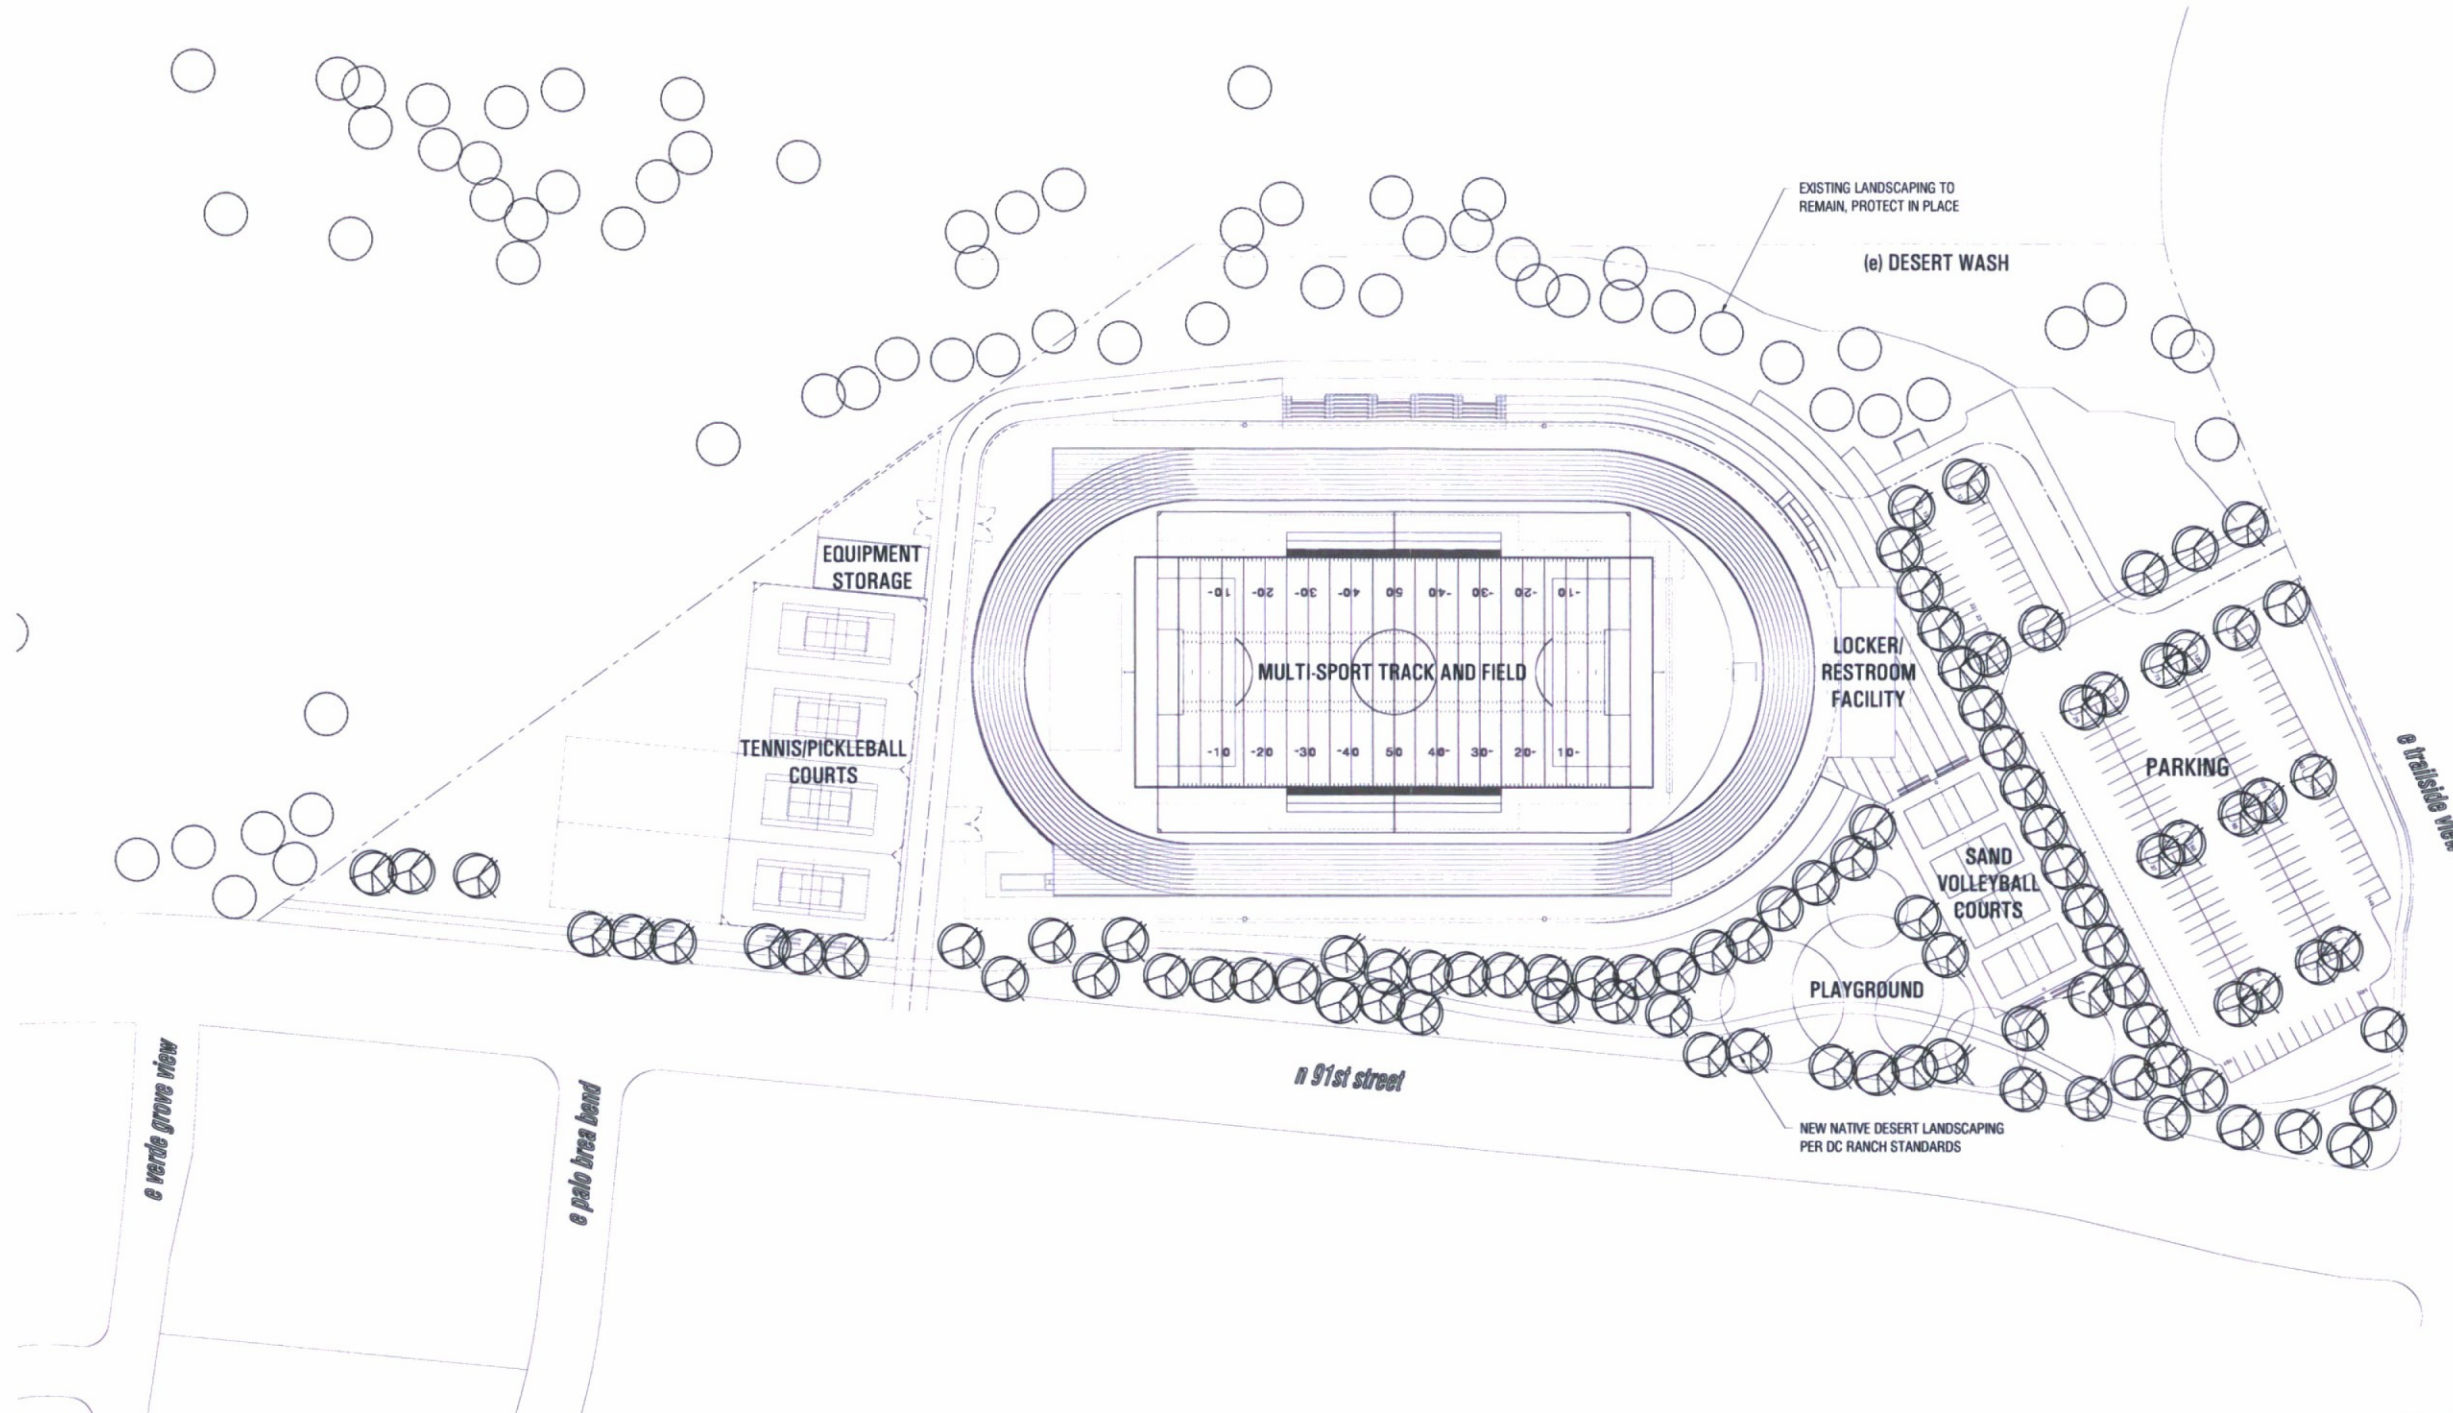 EXISTING LANDSCAPING TO
REMAIN, PROTECT IN PLACE
(e) DESERT WASH
EQUIPMENT
STORAGE
-10 -20 -30 -40 50 40- 30- 20- 10-
LOCKER/
RESTROOM
FACILITY
MULTI-SPORT TRACK AND FIELD
TENNIS/PICKLEBALL
COURTS
-10 -20 -30 -40 50 40- 30- 20- 10-
PARKING
e trailside view
SAND
VOLLEYBALL
COURTS
PLAYGROUND
n 91st street
e verde grove view
e palo brea bend
NEW NATIVE DESERT LANDSCAPING
PER DC RANCH STANDARDS